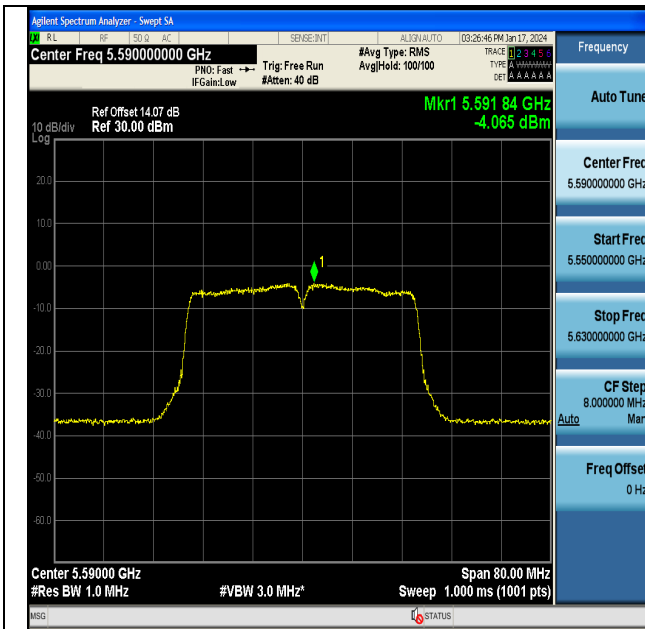 Agilent Spectrum Analyzer - Swept SA
LXI RL RF 50 Ω AC SENSE:INT ALIGN AUTO 03:26:46 PM Jan 17, 2024
Center Freq 5.590000000 GHz
PNO: Fast
IFGain:Low
Trig: Free Run
#Atten: 40 dB
#Avg Type: RMS
Avg|Hold: 100/100
TRACE 1 2 3 4 5 6
TYPE A
DET A A A A A A
Mkr1 5.591 84 GHz
-4.065 dBm
Ref Offset 14.07 dB
10 dB/div Ref 30.00 dBm
Log
20.0
10.0
0.00
-10.0
-20.0
-30.0
-40.0
-50.0
-60.0
1
Center 5.59000 GHz Span 80.00 MHz
#Res BW 1.0 MHz #VBW 3.0 MHz* Sweep 1.000 ms (1001 pts)
MSG STATUS
Frequency
Auto Tune
Center Freq
5.590000000 GHz
Start Freq
5.550000000 GHz
Stop Freq
5.630000000 GHz
CF Step
8.000000 MHz
Auto Man
Freq Offset
0 Hz